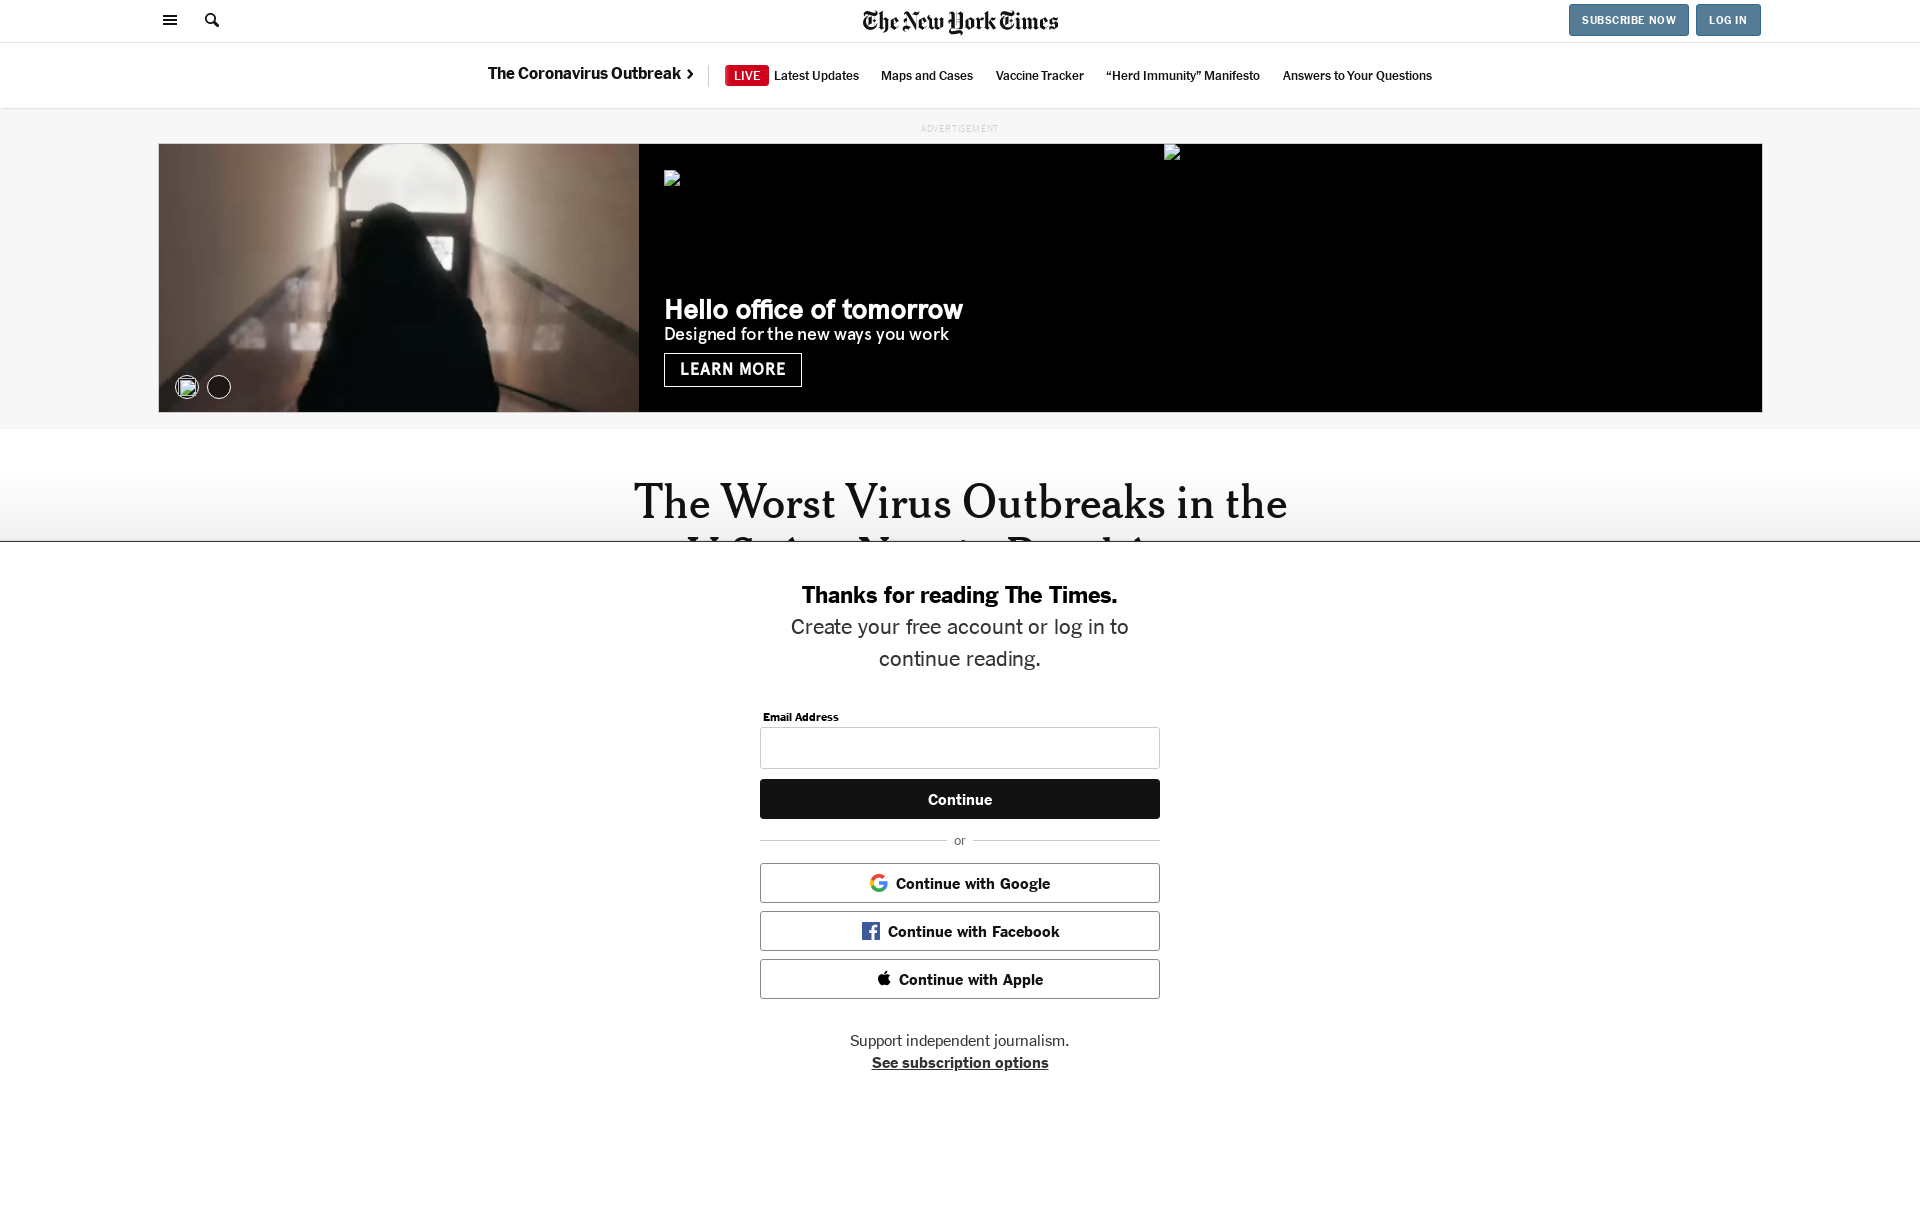 The New York Times
SUBSCRIBE NOW
LOG IN
The Coronavirus Outbreak
LIVE Latest Updates
Maps and Cases
Vaccine Tracker
“Herd Immunity” Manifesto
Answers to Your Questions
ADVERTISEMENT
Hello office of tomorrow
Designed for the new ways you work
LEARN MORE
The Worst Virus Outbreaks in the
Thanks for reading The Times.
Create your free account or log in to
continue reading.
Email Address
Continue
or
Continue with Google
Continue with Facebook
Continue with Apple
Support independent journalism.
See subscription options